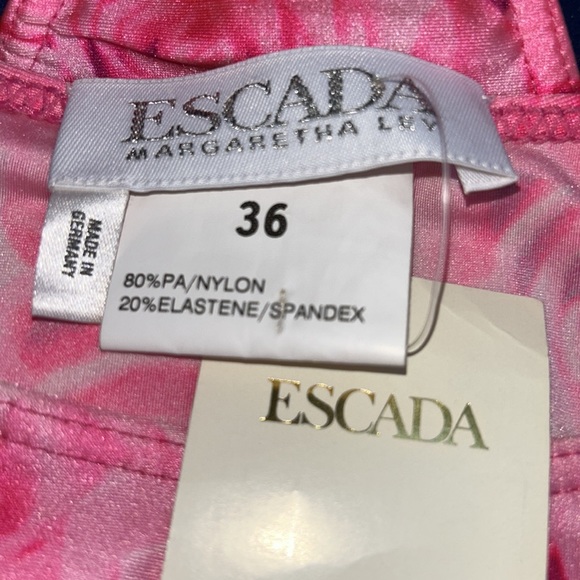 ESCADA
MARGARETHA LEY
36
MADE IN
GERMANY
80%PA/NYLON
20%ELASTENE/SPANDEX
ESCADA